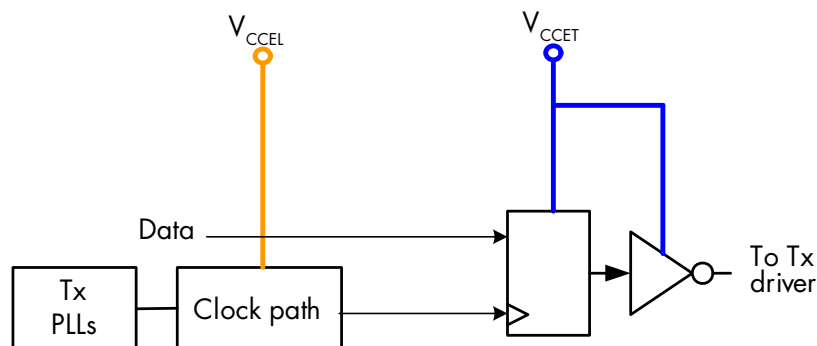 V_CCEL
V_CCET
Data
Tx
PLLs
Clock path
To Tx
driver